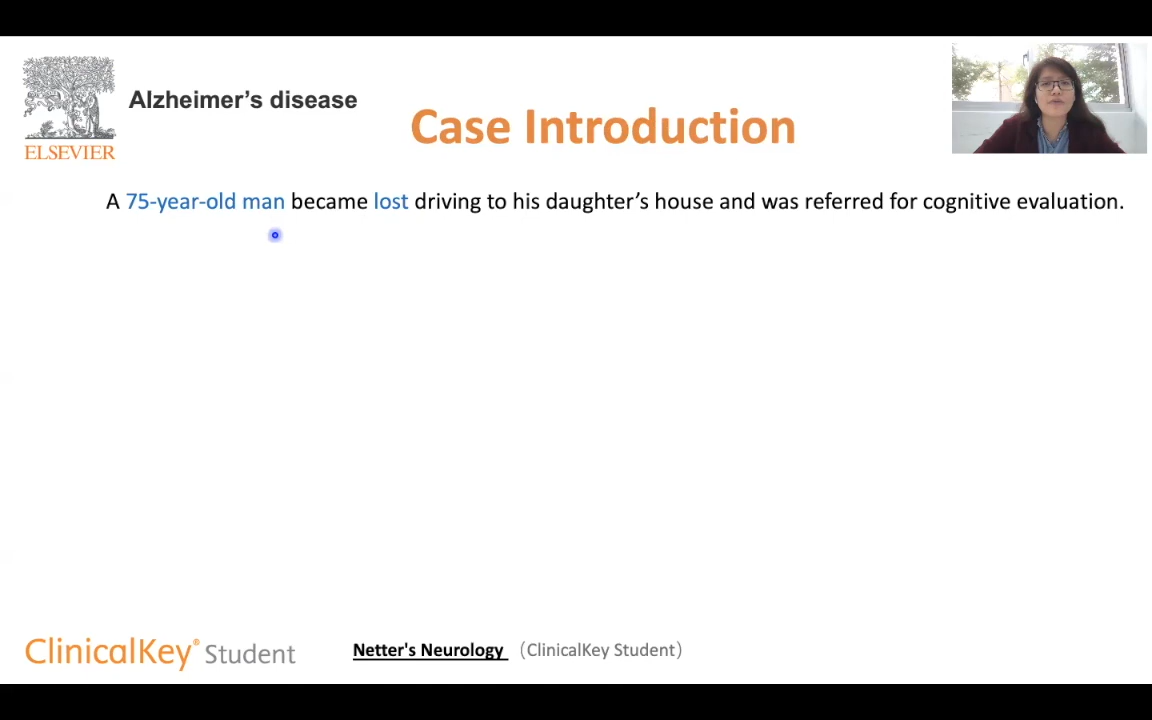 Alzheimer's disease
Case Introduction
ELSEVIER
A 75-year-old man became lost driving to his daughter's house and was referred for cognitive evaluation.
ClinicalKey® Student
Netter's Neurology (ClinicalKey Student)